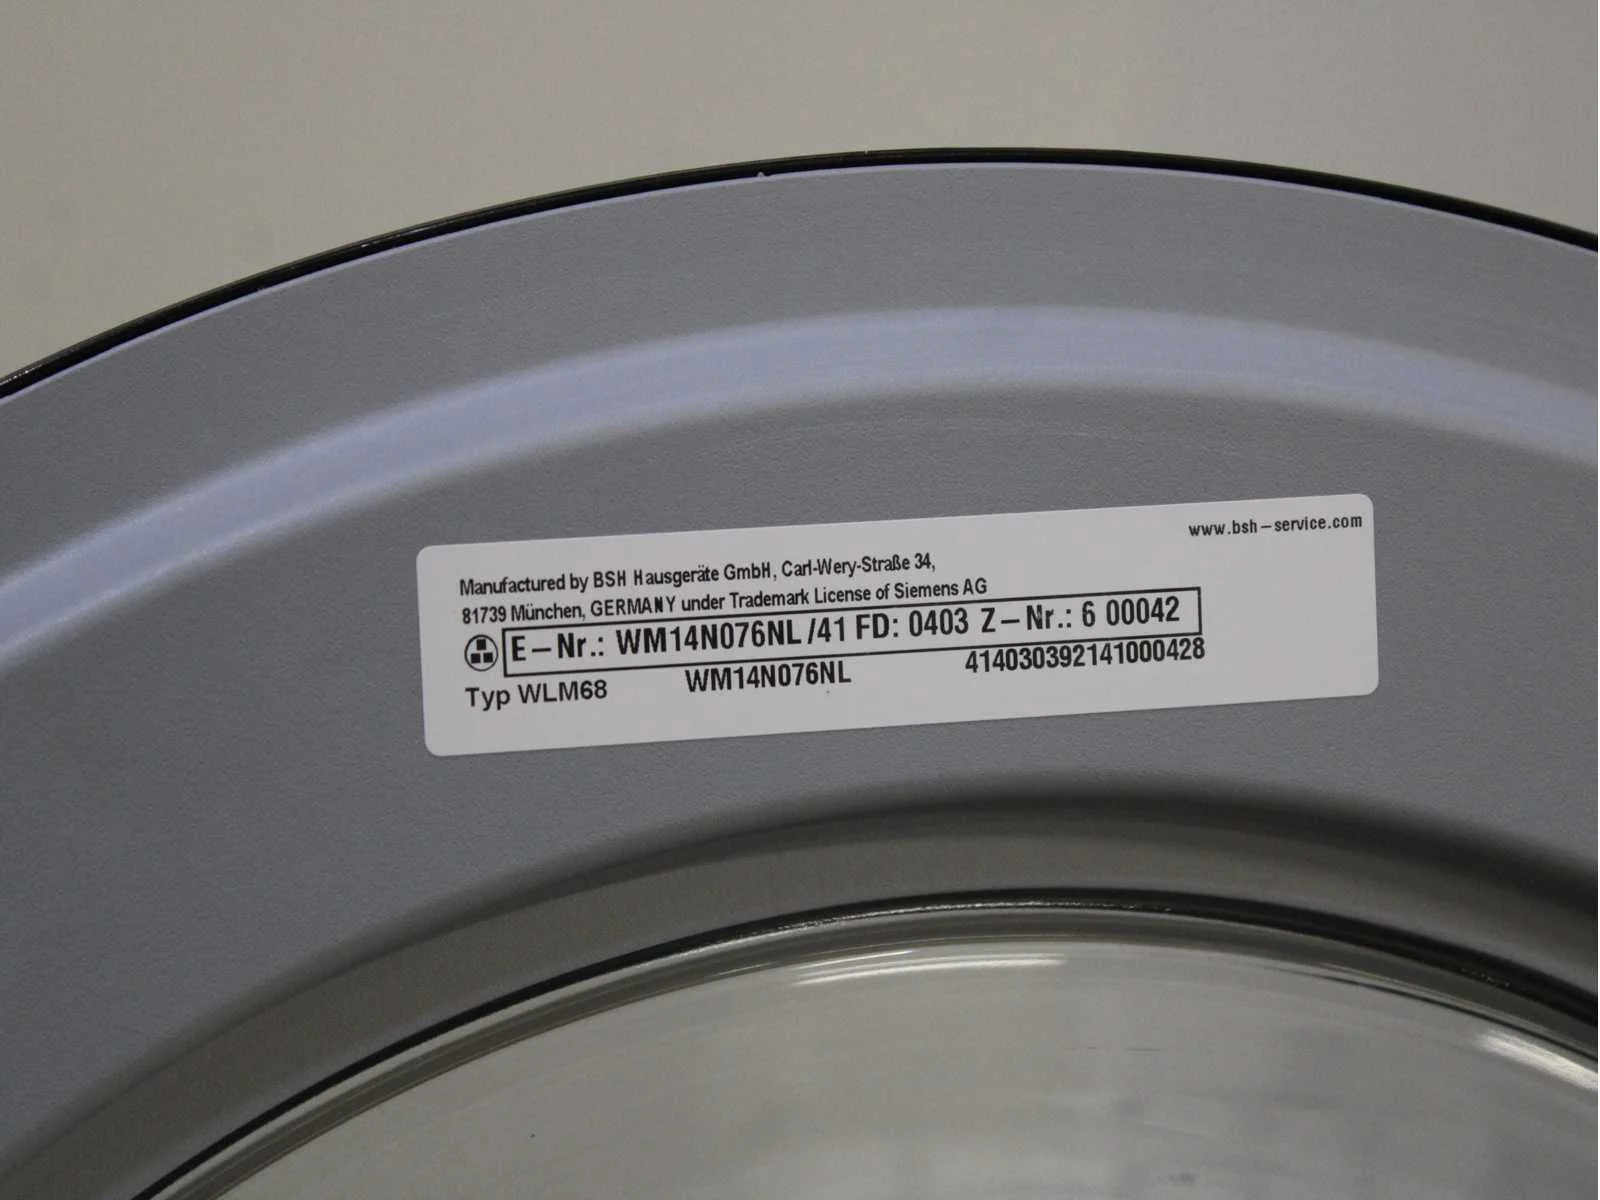 www.bsh-service.com
Manufactured by BSH Hausgeräte GmbH, Carl-Wery-Straße 34,
81739 München, GERMANY under Trademark License of Siemens AG
E-Nr.: WM14N076NL/41 FD: 0403 Z-Nr.: 6 00042
Typ WLM68 WM14N076NL 414030392141000428